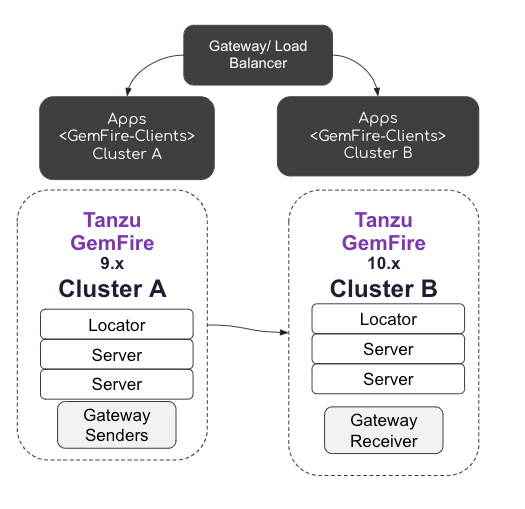 Gateway/ Load
Balancer
Apps
<GemFire-Clients>
Cluster A
Apps
<GemFire-Clients>
Cluster B
Tanzu
GemFire
9.x
Cluster A
Locator
Server
Server
Gateway
Senders
Tanzu
GemFire
10.x
Cluster B
Locator
Server
Server
Gateway
Receiver